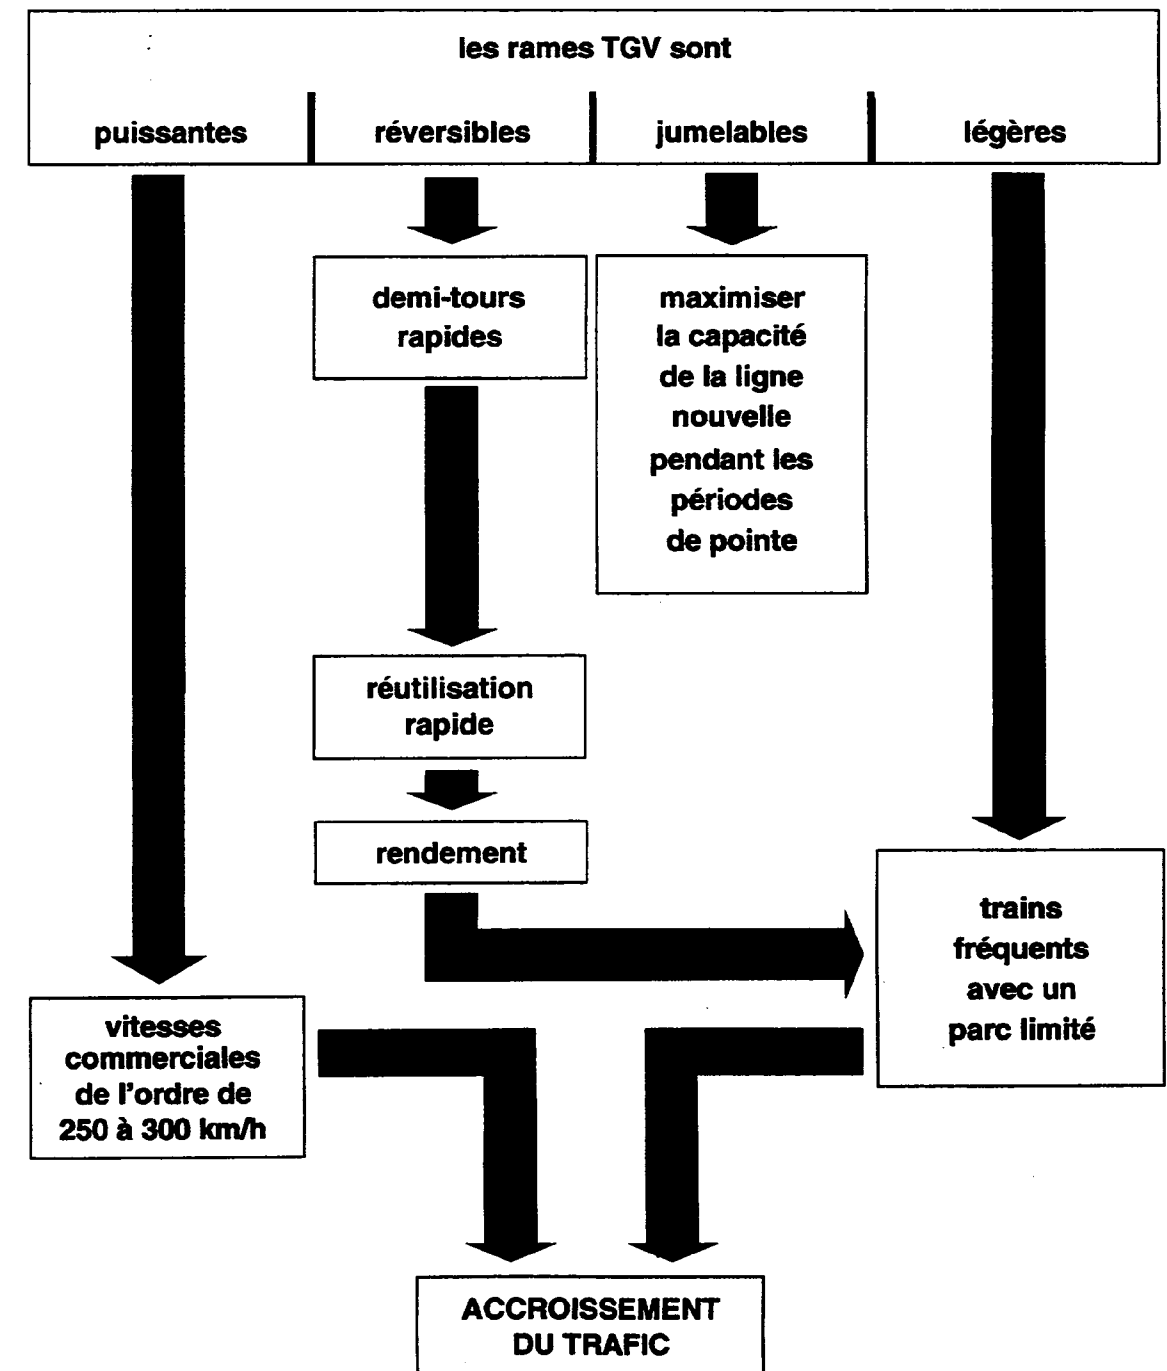 les rames TGV sont
puissantes réversibles jumelables légères
demi-tours
rapides
maximiser
la capacité
de la ligne
nouvelle
pendant les
périodes
de pointe
réutilisation
rapide
rendement
trains
fréquents
avec un
parc limité
vitesses
commerciales
de l'ordre de
250 à 300 km/h
ACCROISSEMENT
DU TRAFIC